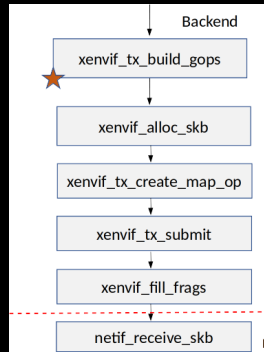 Backend
xenvif_tx_build_gops
xenvif_alloc_skb
xenvif_tx_create_map_op
xenvif_tx_submit
xenvif_fill_frags
netif_receive_skb